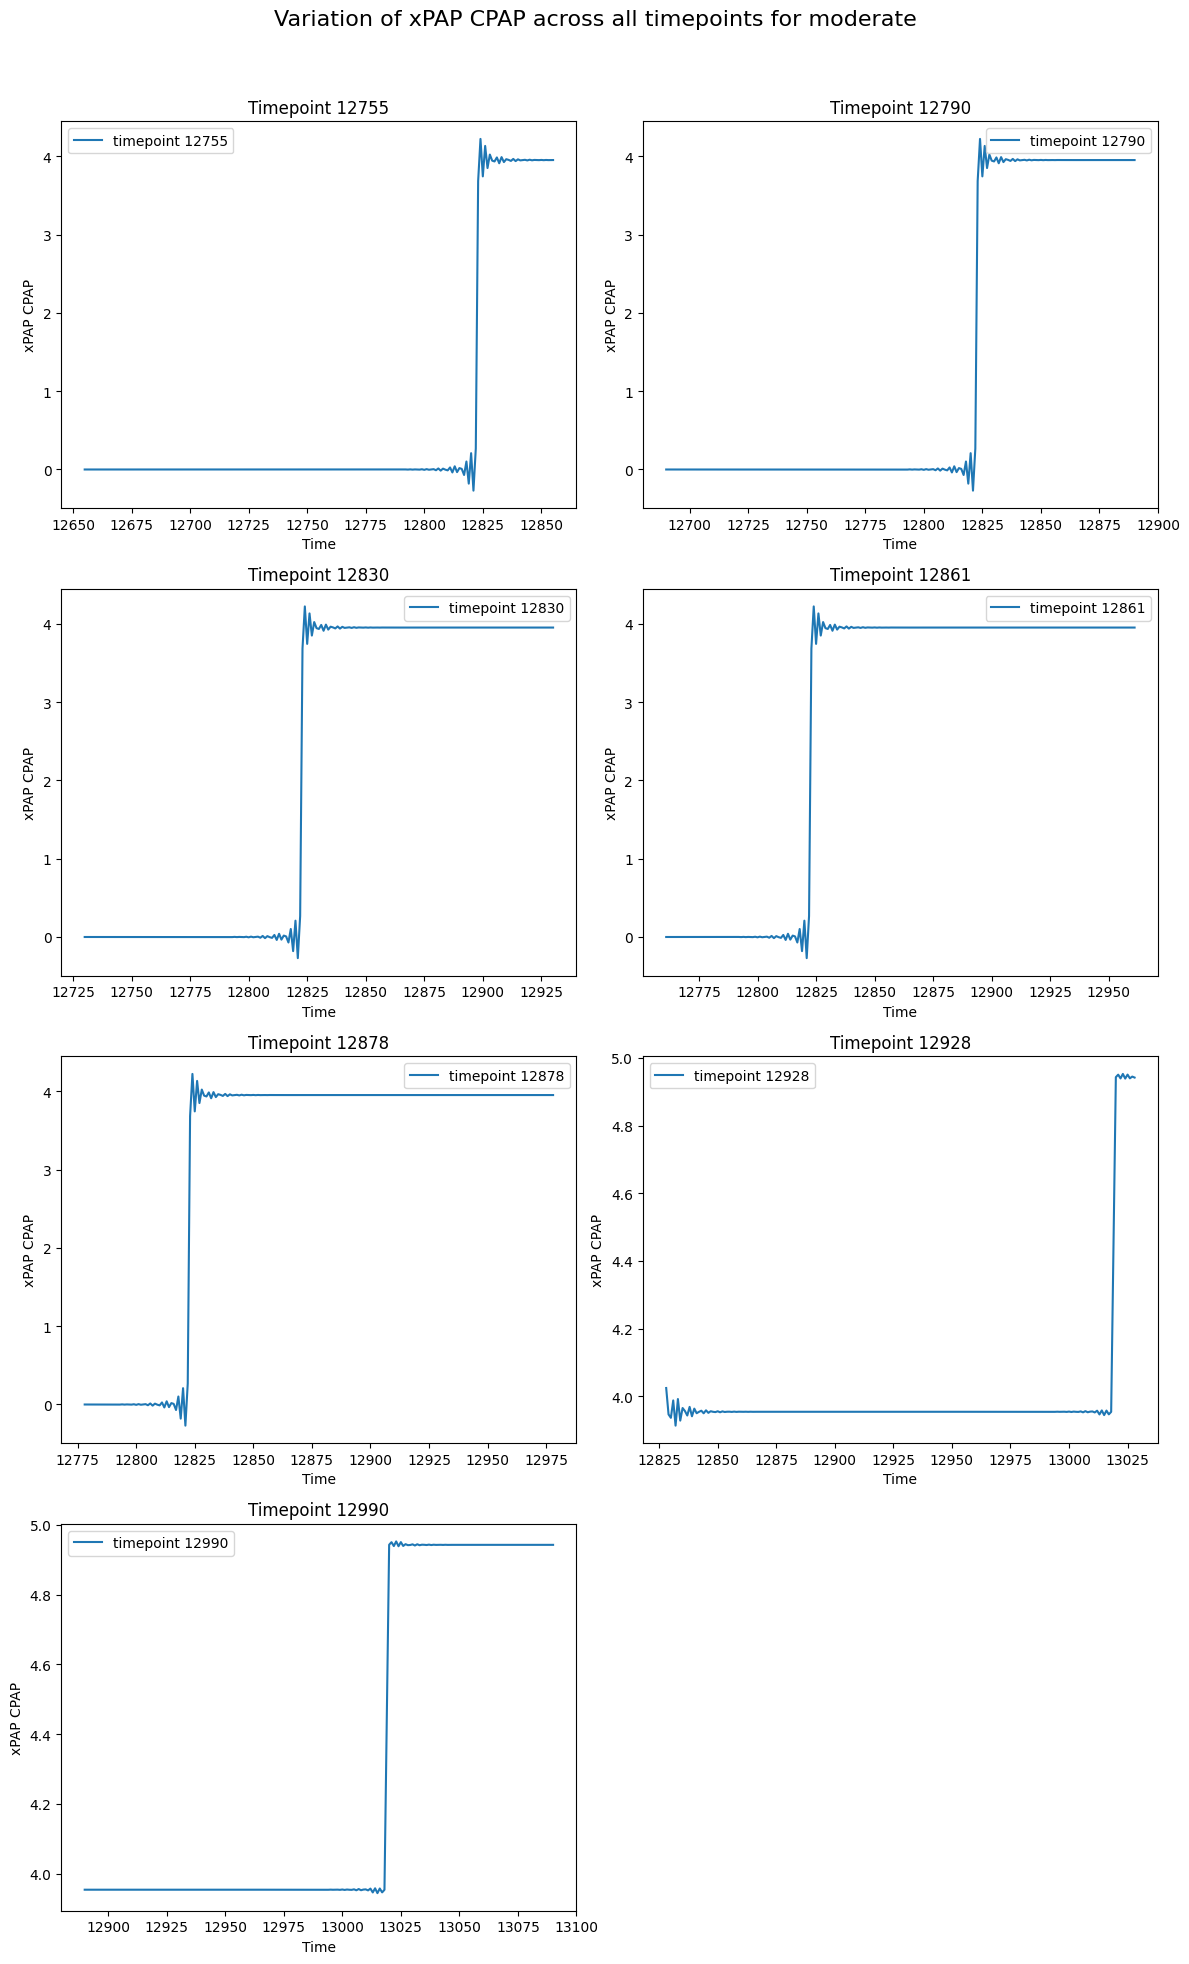 Variation of xPAP CPAP across all timepoints for moderate
Timepoint 12755
timepoint 12755
4
3
2
1
0
xPAP CPAP
12650 12675 12700 12725 12750 12775 12800 12825 12850
Time
Timepoint 12790
timepoint 12790
4
3
2
1
0
xPAP CPAP
12700 12725 12750 12775 12800 12825 12850 12875 12900
Time
Timepoint 12830
timepoint 12830
4
3
2
1
0
xPAP CPAP
12725 12750 12775 12800 12825 12850 12875 12900 12925
Time
Timepoint 12861
timepoint 12861
4
3
2
1
0
xPAP CPAP
12775 12800 12825 12850 12875 12900 12925 12950
Time
Timepoint 12878
timepoint 12878
4
3
2
1
0
xPAP CPAP
12775 12800 12825 12850 12875 12900 12925 12950 12975
Time
Timepoint 12928
timepoint 12928
5.0
4.8
4.6
4.4
4.2
4.0
xPAP CPAP
12825 12850 12875 12900 12925 12950 12975 13000 13025
Time
Timepoint 12990
timepoint 12990
5.0
4.8
4.6
4.4
4.2
4.0
xPAP CPAP
12900 12925 12950 12975 13000 13025 13050 13075 13100
Time